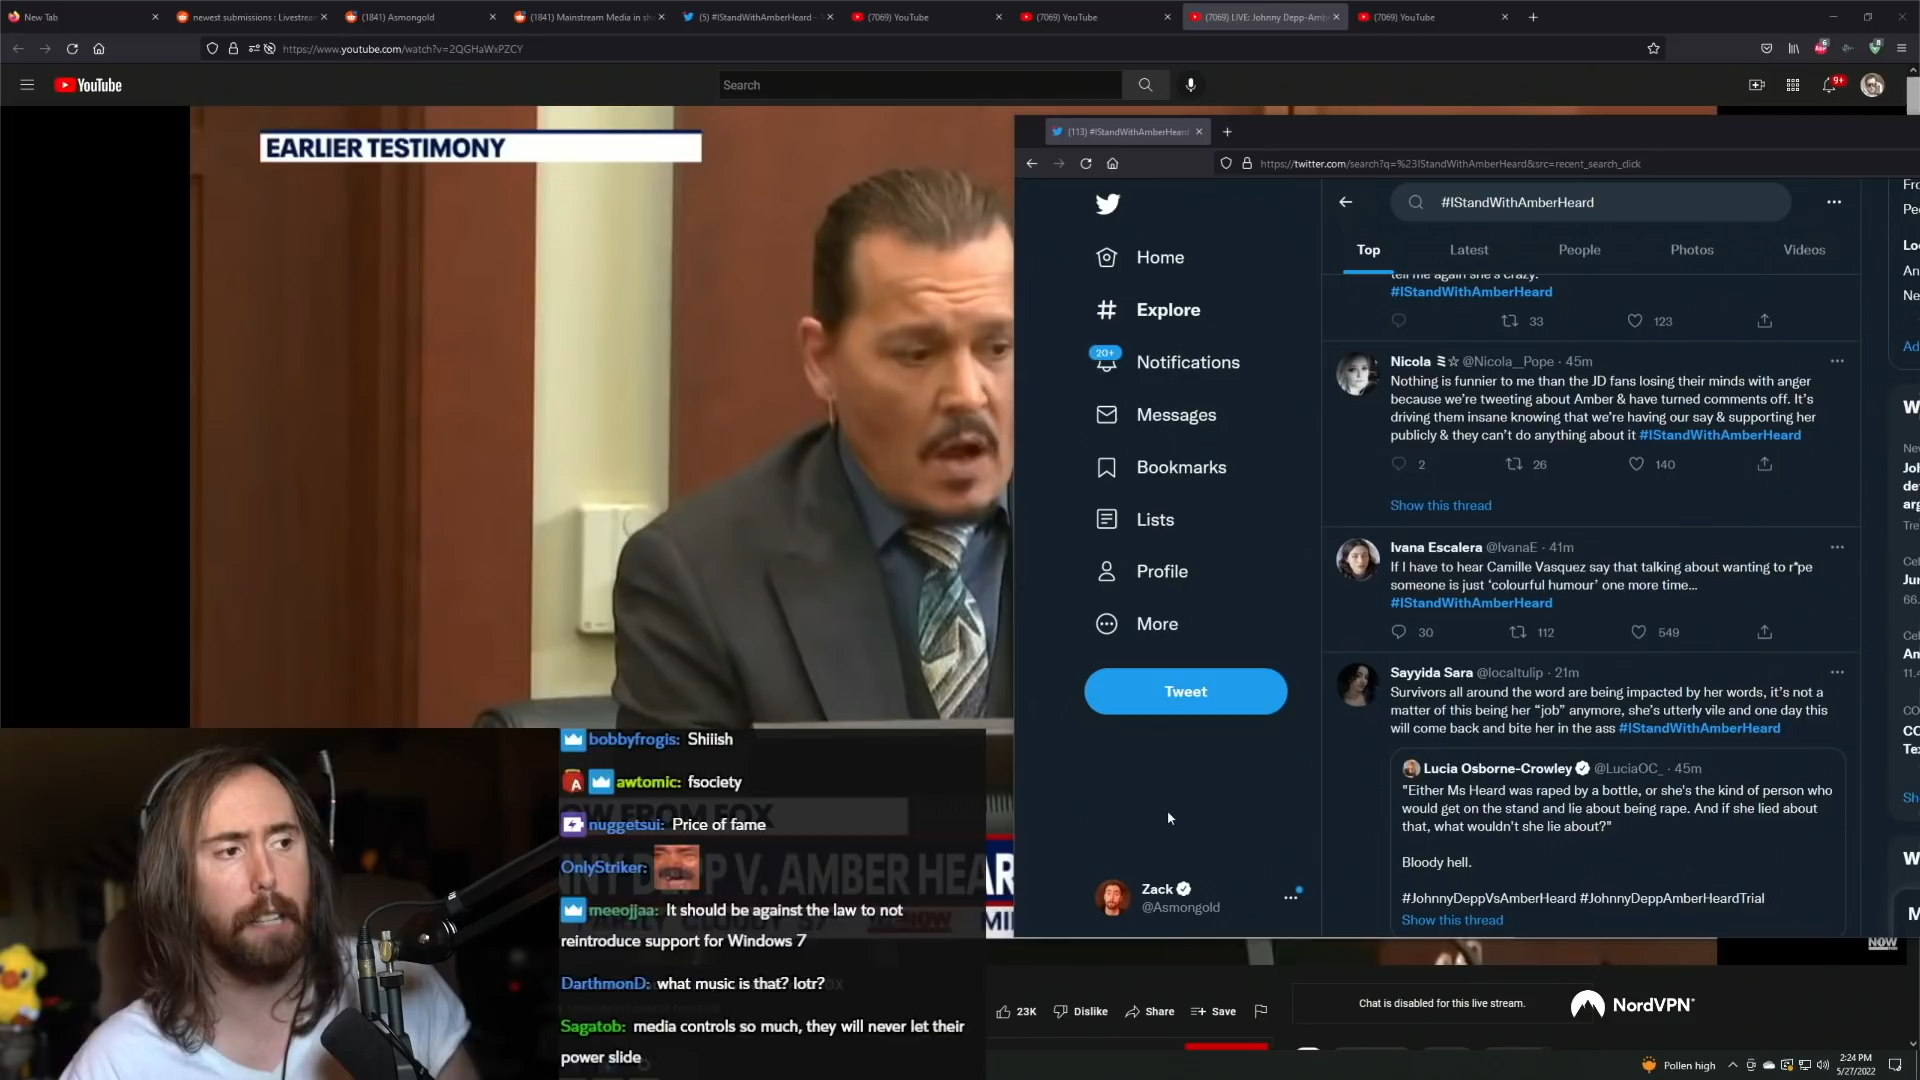 New Tab
newest submissions : Livestream
(1841) Asmongold
(1841) Mainstream Media in sh
(5) #IStandWithAmberHeard - T
(7069) YouTube
(7069) YouTube
(7069) LIVE: Johnny Depp-Amb
(7069) YouTube
https://www.youtube.com/watch?v=2QGHaWxPZCY
YouTube
Search
9+
EARLIER TESTIMONY
(113) #IStandWithAmberHeard
https://twitter.com/search?q=%23IStandWithAmberHeard&src=recent_search_click
Home
Explore
20+
Notifications
Messages
Bookmarks
Lists
Profile
More
Tweet
Zack
@Asmongold
#IStandWithAmberHeard
Top Latest People Photos Videos
tell me again she's crazy.
#IStandWithAmberHeard
33 123
Nicola ミ☆ @Nicola__Pope · 45m
Nothing is funnier to me than the JD fans losing their minds with anger
because we're tweeting about Amber & have turned comments off. It's
driving them insane knowing that we're having our say & supporting her
publicly & they can't do anything about it #IStandWithAmberHeard
2 26 140
Show this thread
Ivana Escalera @IvanaE · 41m
If I have to hear Camille Vasquez say that talking about wanting to r*pe
someone is just ‘colourful humour’ one more time...
#IStandWithAmberHeard
30 112 549
Sayyida Sara @localtulip · 21m
Survivors all around the word are being impacted by her words, it's not a
matter of this being her “job” anymore, she's utterly vile and one day this
will come back and bite her in the ass #IStandWithAmberHeard
Lucia Osborne-Crowley @LuciaOC_ · 45m
"Either Ms Heard was raped by a bottle, or she's the kind of person who
would get on the stand and lie about being rape. And if she lied about
that, what wouldn't she lie about?"
Bloody hell.
#JohnnyDeppVsAmberHeard #JohnnyDeppAmberHeardTrial
Show this thread
bobbyfrogis: Shiiish
awtomic: fsociety
nuggetsui: Price of fame
OnlyStriker:
meeojjaa: It should be against the law to not
reintroduce support for Windows 7
DarthmonD: what music is that? lotr?
Sagatob: media controls so much, they will never let their
power slide
NNY DEPP V. AMBER HEAR
23K Dislike Share Save
Chat is disabled for this live stream.
NordVPN
NOW
Pollen high
2:24 PM
5/27/2022